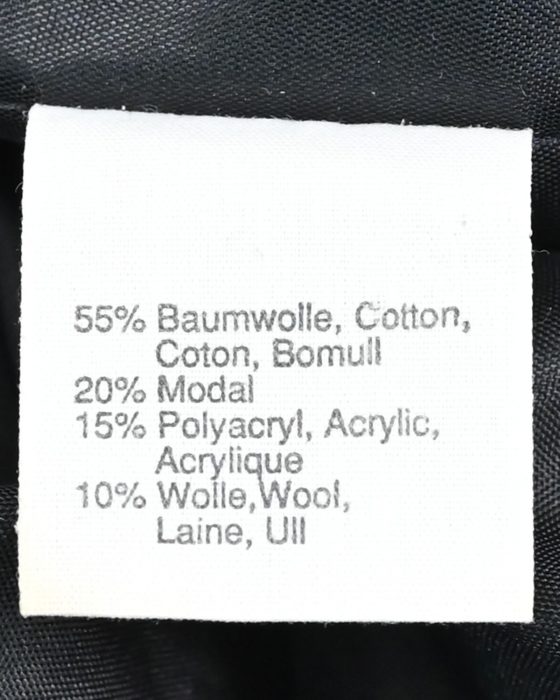 55% Baumwolle, Cotton,
Coton, Bomull
20% Modal
15% Polyacryl, Acrylic,
Acrylique
10% Wolle,Wool,
Laine, Ull